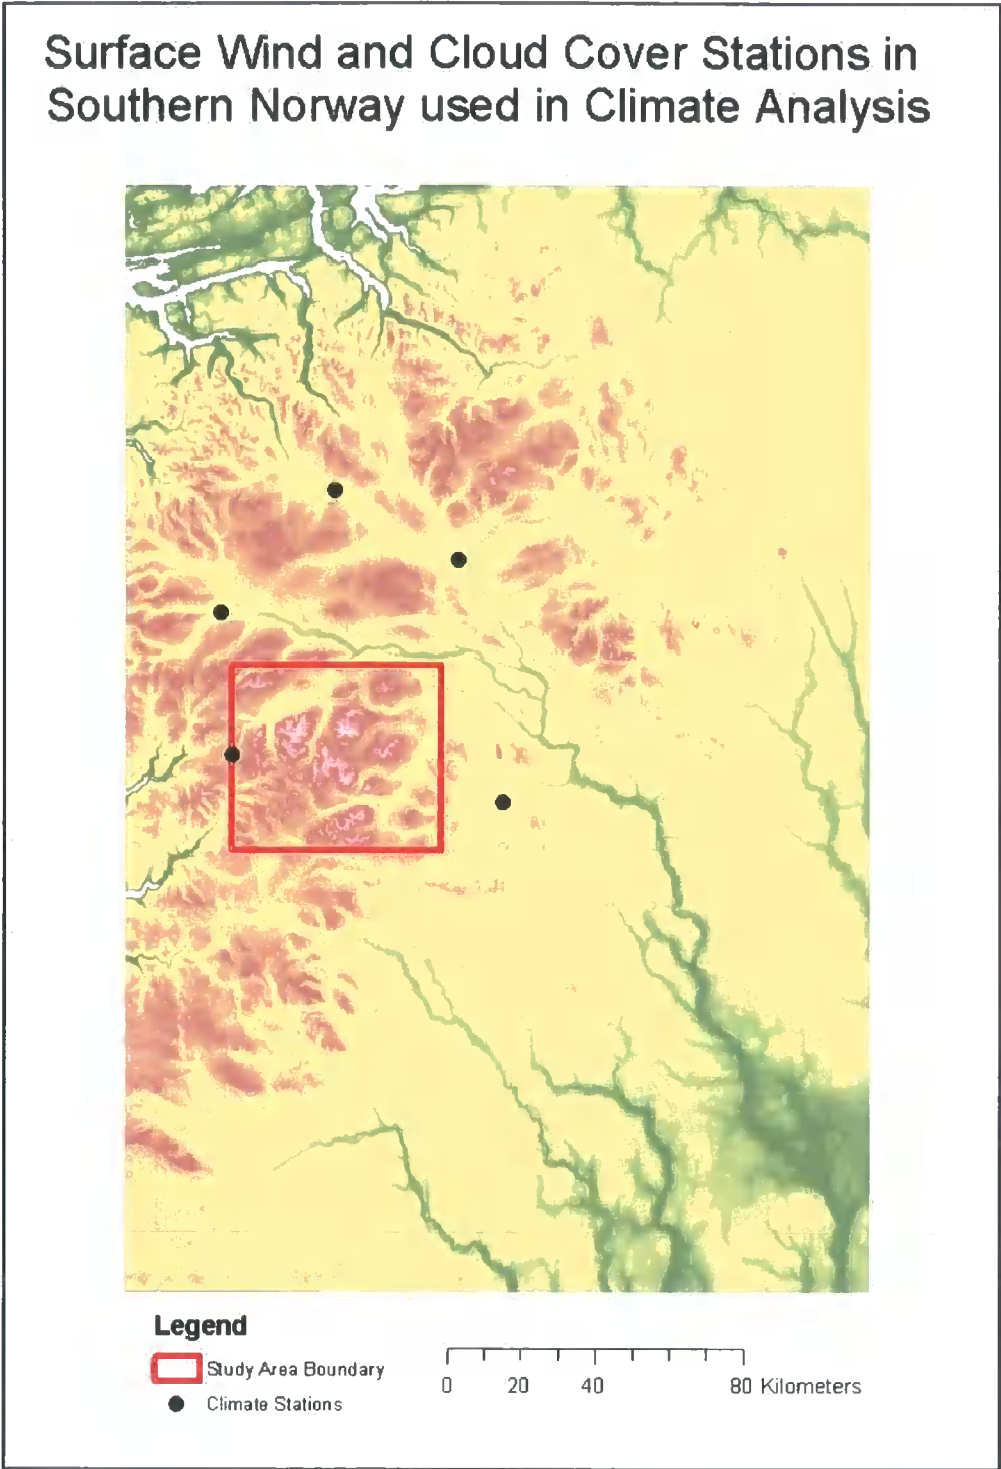 Surface Wind and Cloud Cover Stations in
Southern Norway used in Climate Analysis
Legend
Study Area Boundary
Climate Stations
0 20 40 80 Kilometers